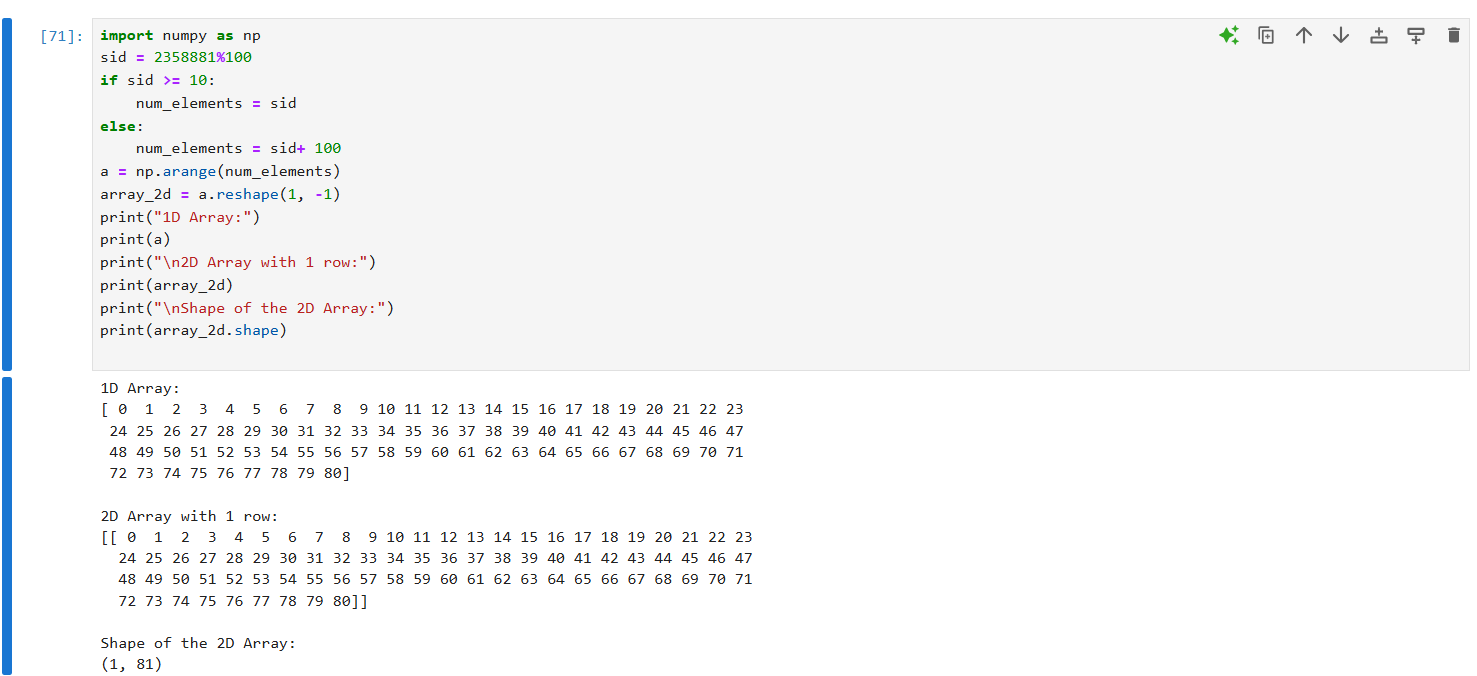 [71]:
import numpy as np
sid = 2358881%100
if sid >= 10:
    num_elements = sid
else:
    num_elements = sid+ 100
a = np.arange(num_elements)
array_2d = a.reshape(1, -1)
print("1D Array:")
print(a)
print("\n2D Array with 1 row:")
print(array_2d)
print("\nShape of the 2D Array:")
print(array_2d.shape)
1D Array:
[ 0  1  2  3  4  5  6  7  8  9 10 11 12 13 14 15 16 17 18 19 20 21 22 23
 24 25 26 27 28 29 30 31 32 33 34 35 36 37 38 39 40 41 42 43 44 45 46 47
 48 49 50 51 52 53 54 55 56 57 58 59 60 61 62 63 64 65 66 67 68 69 70 71
 72 73 74 75 76 77 78 79 80]
2D Array with 1 row:
[[ 0  1  2  3  4  5  6  7  8  9 10 11 12 13 14 15 16 17 18 19 20 21 22 23
  24 25 26 27 28 29 30 31 32 33 34 35 36 37 38 39 40 41 42 43 44 45 46 47
  48 49 50 51 52 53 54 55 56 57 58 59 60 61 62 63 64 65 66 67 68 69 70 71
  72 73 74 75 76 77 78 79 80]]
Shape of the 2D Array:
(1, 81)